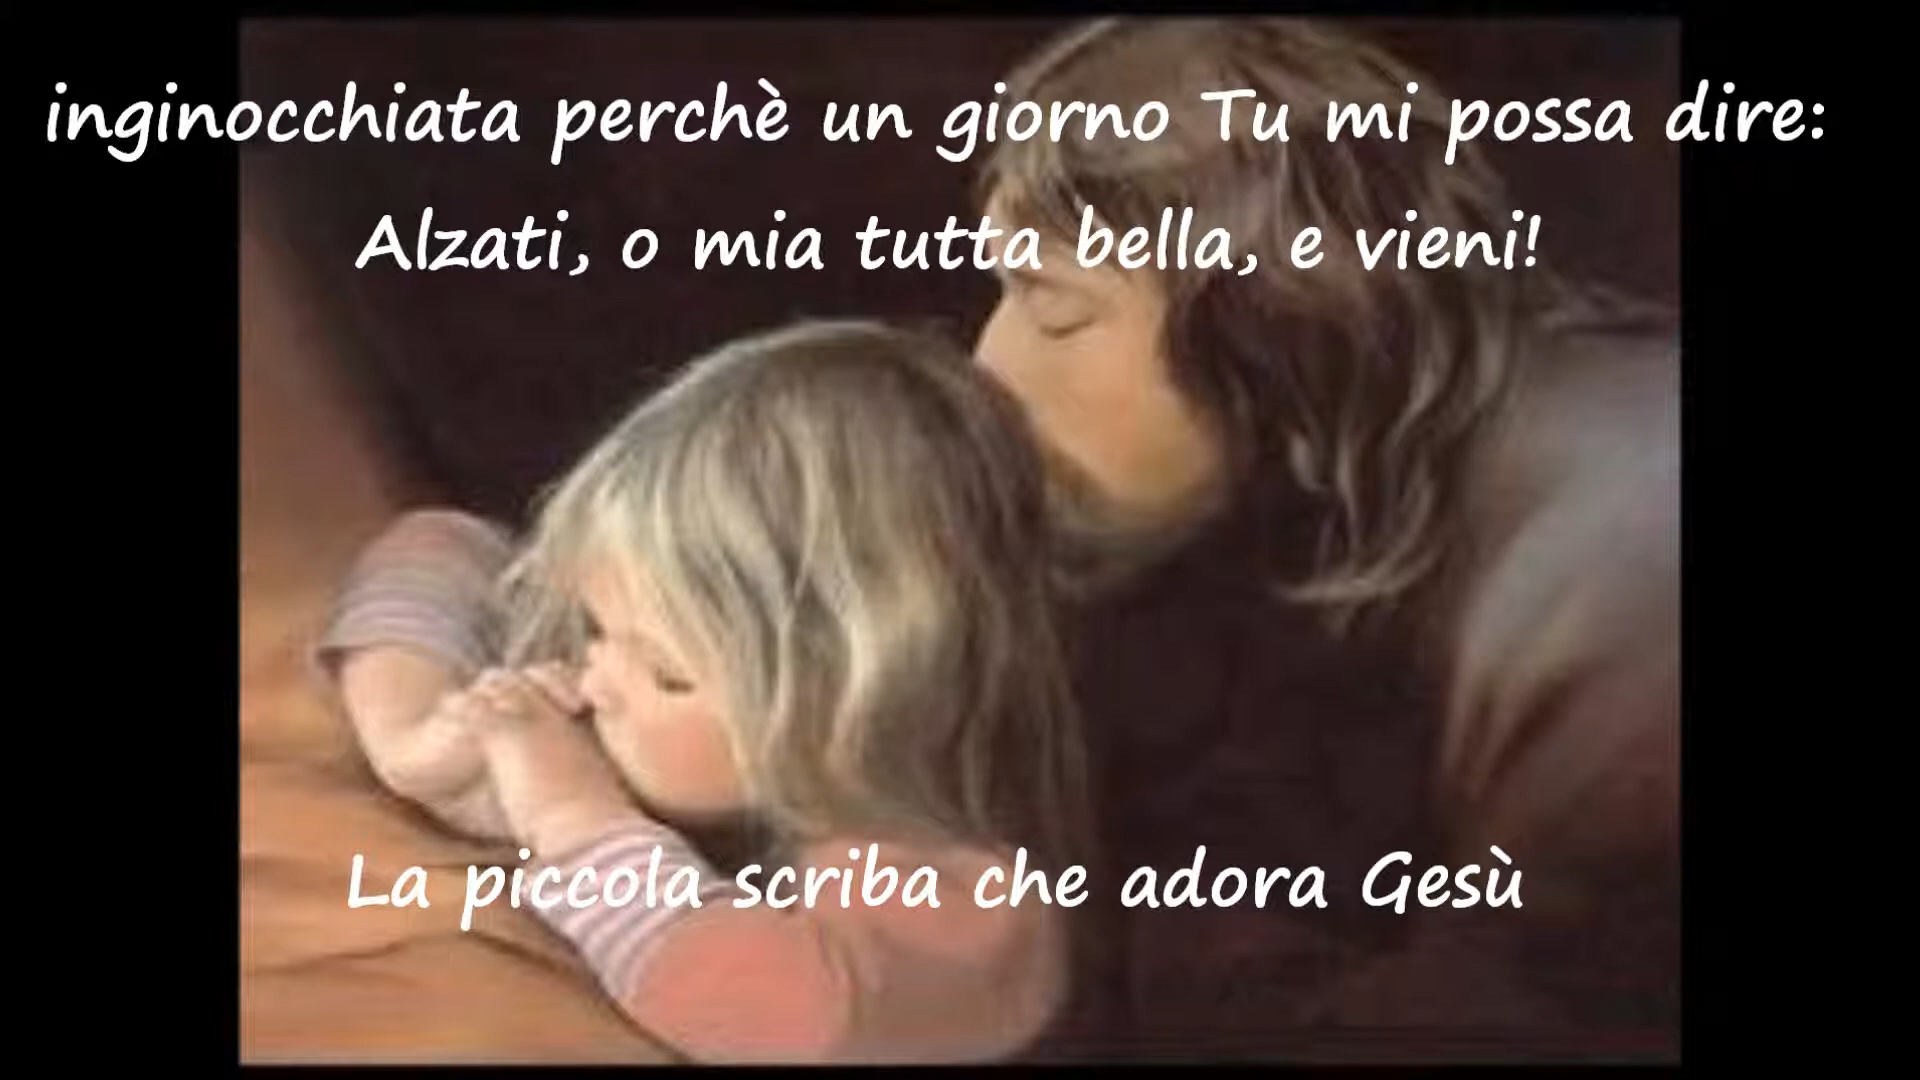 inginocchiata perchè un giorno Tu mi possa dire:
Alzati, o mia tutta bella, e vieni!
La piccola scriba che adora Gesù